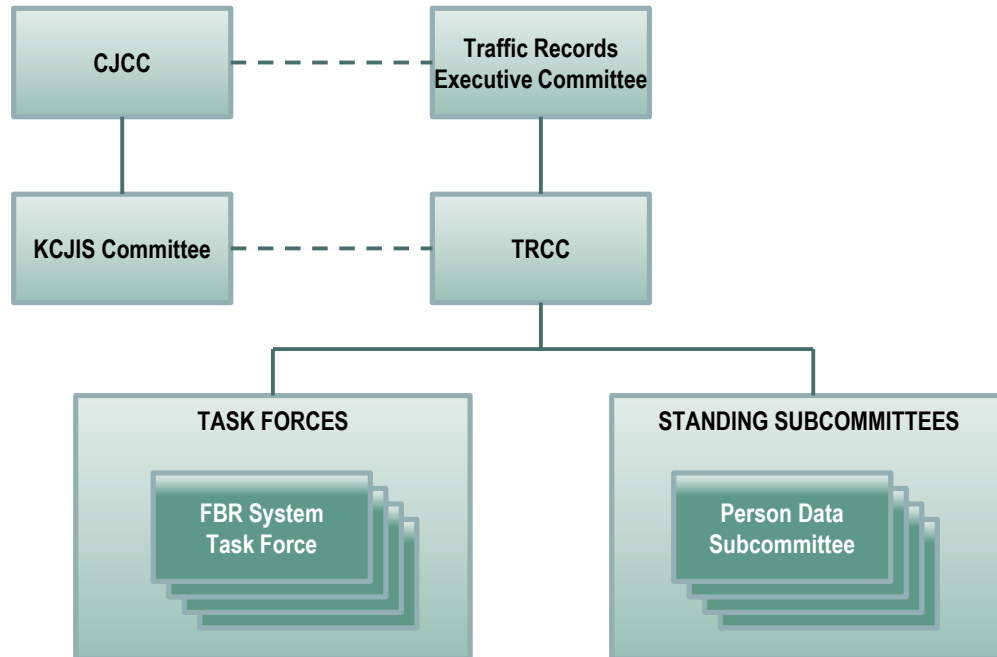 CJCC
Traffic Records
Executive Committee
KCJIS Committee
TRCC
TASK FORCES
FBR System
Task Force
STANDING SUBCOMMITTEES
Person Data
Subcommittee